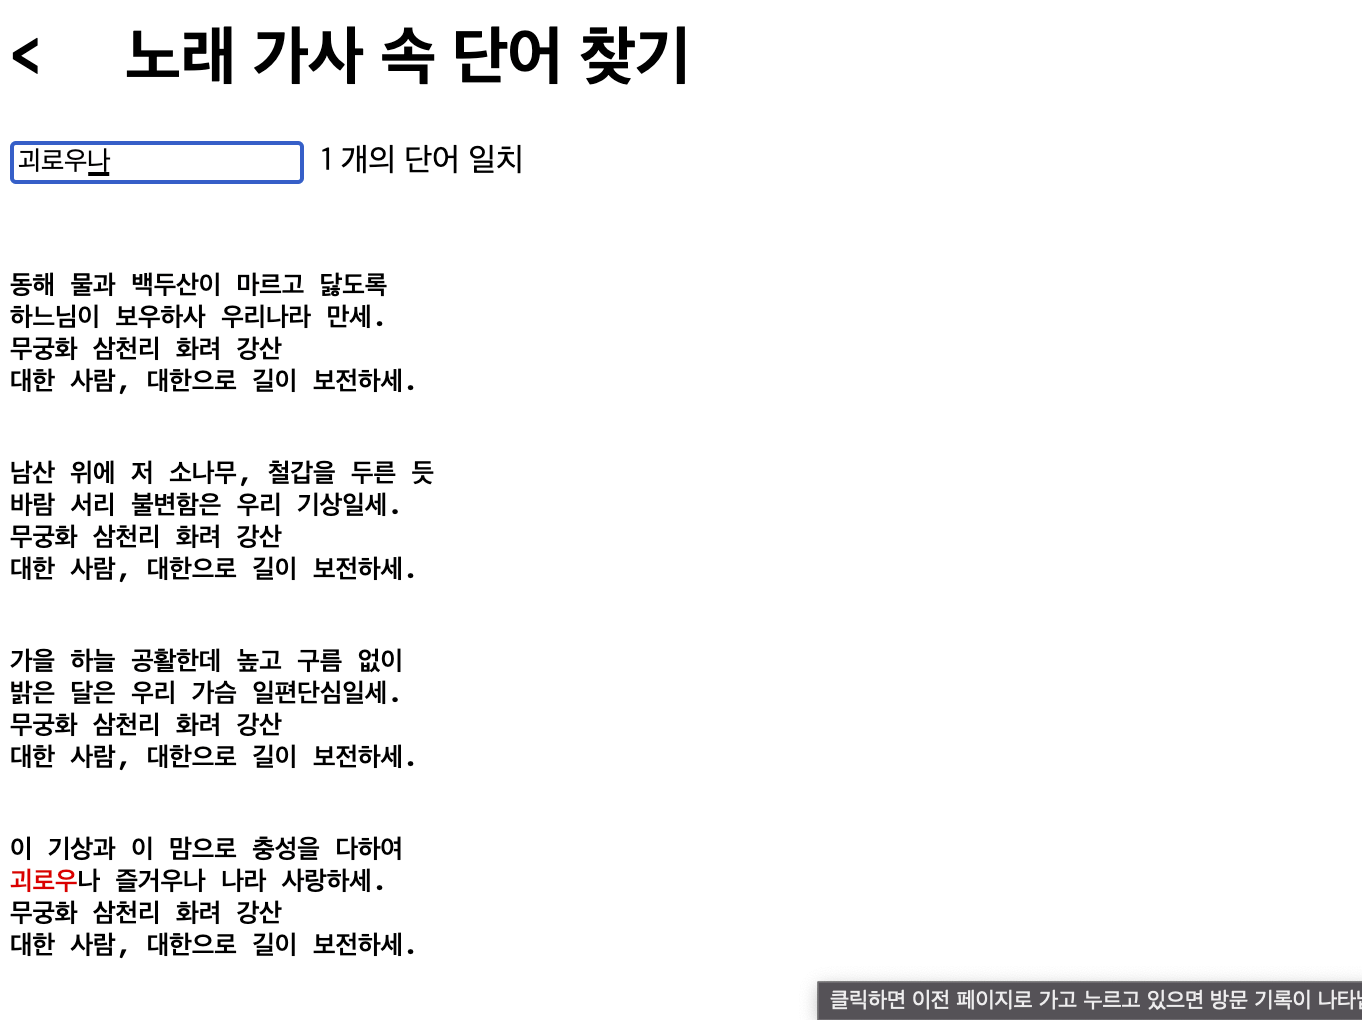 < 노래 가사 속 단어 찾기
괴로우나 1 개의 단어 일치
동해 물과 백두산이 마르고 닳도록
하느님이 보우하사 우리나라 만세.
무궁화 삼천리 화려 강산
대한 사람, 대한으로 길이 보전하세.
남산 위에 저 소나무, 철갑을 두른 듯
바람 서리 불변함은 우리 기상일세.
무궁화 삼천리 화려 강산
대한 사람, 대한으로 길이 보전하세.
가을 하늘 공활한데 높고 구름 없이
밝은 달은 우리 가슴 일편단심일세.
무궁화 삼천리 화려 강산
대한 사람, 대한으로 길이 보전하세.
이 기상과 이 맘으로 충성을 다하여
괴로우나 즐거우나 나라 사랑하세.
무궁화 삼천리 화려 강산
대한 사람, 대한으로 길이 보전하세.
클릭하면 이전 페이지로 가고 누르고 있으면 방문 기록이